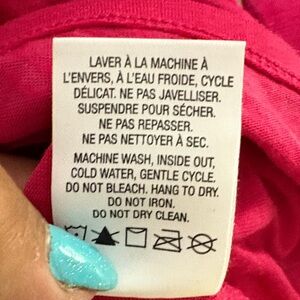 LAVER À LA MACHINE À
L'ENVERS, À L'EAU FROIDE, CYCLE
DÉLICAT. NE PAS JAVELLISER.
SUSPENDRE POUR SÉCHER.
NE PAS REPASSER.
NE PAS NETTOYER À SEC.
MACHINE WASH, INSIDE OUT,
COLD WATER, GENTLE CYCLE.
DO NOT BLEACH. HANG TO DRY.
DO NOT IRON.
DO NOT DRY CLEAN.